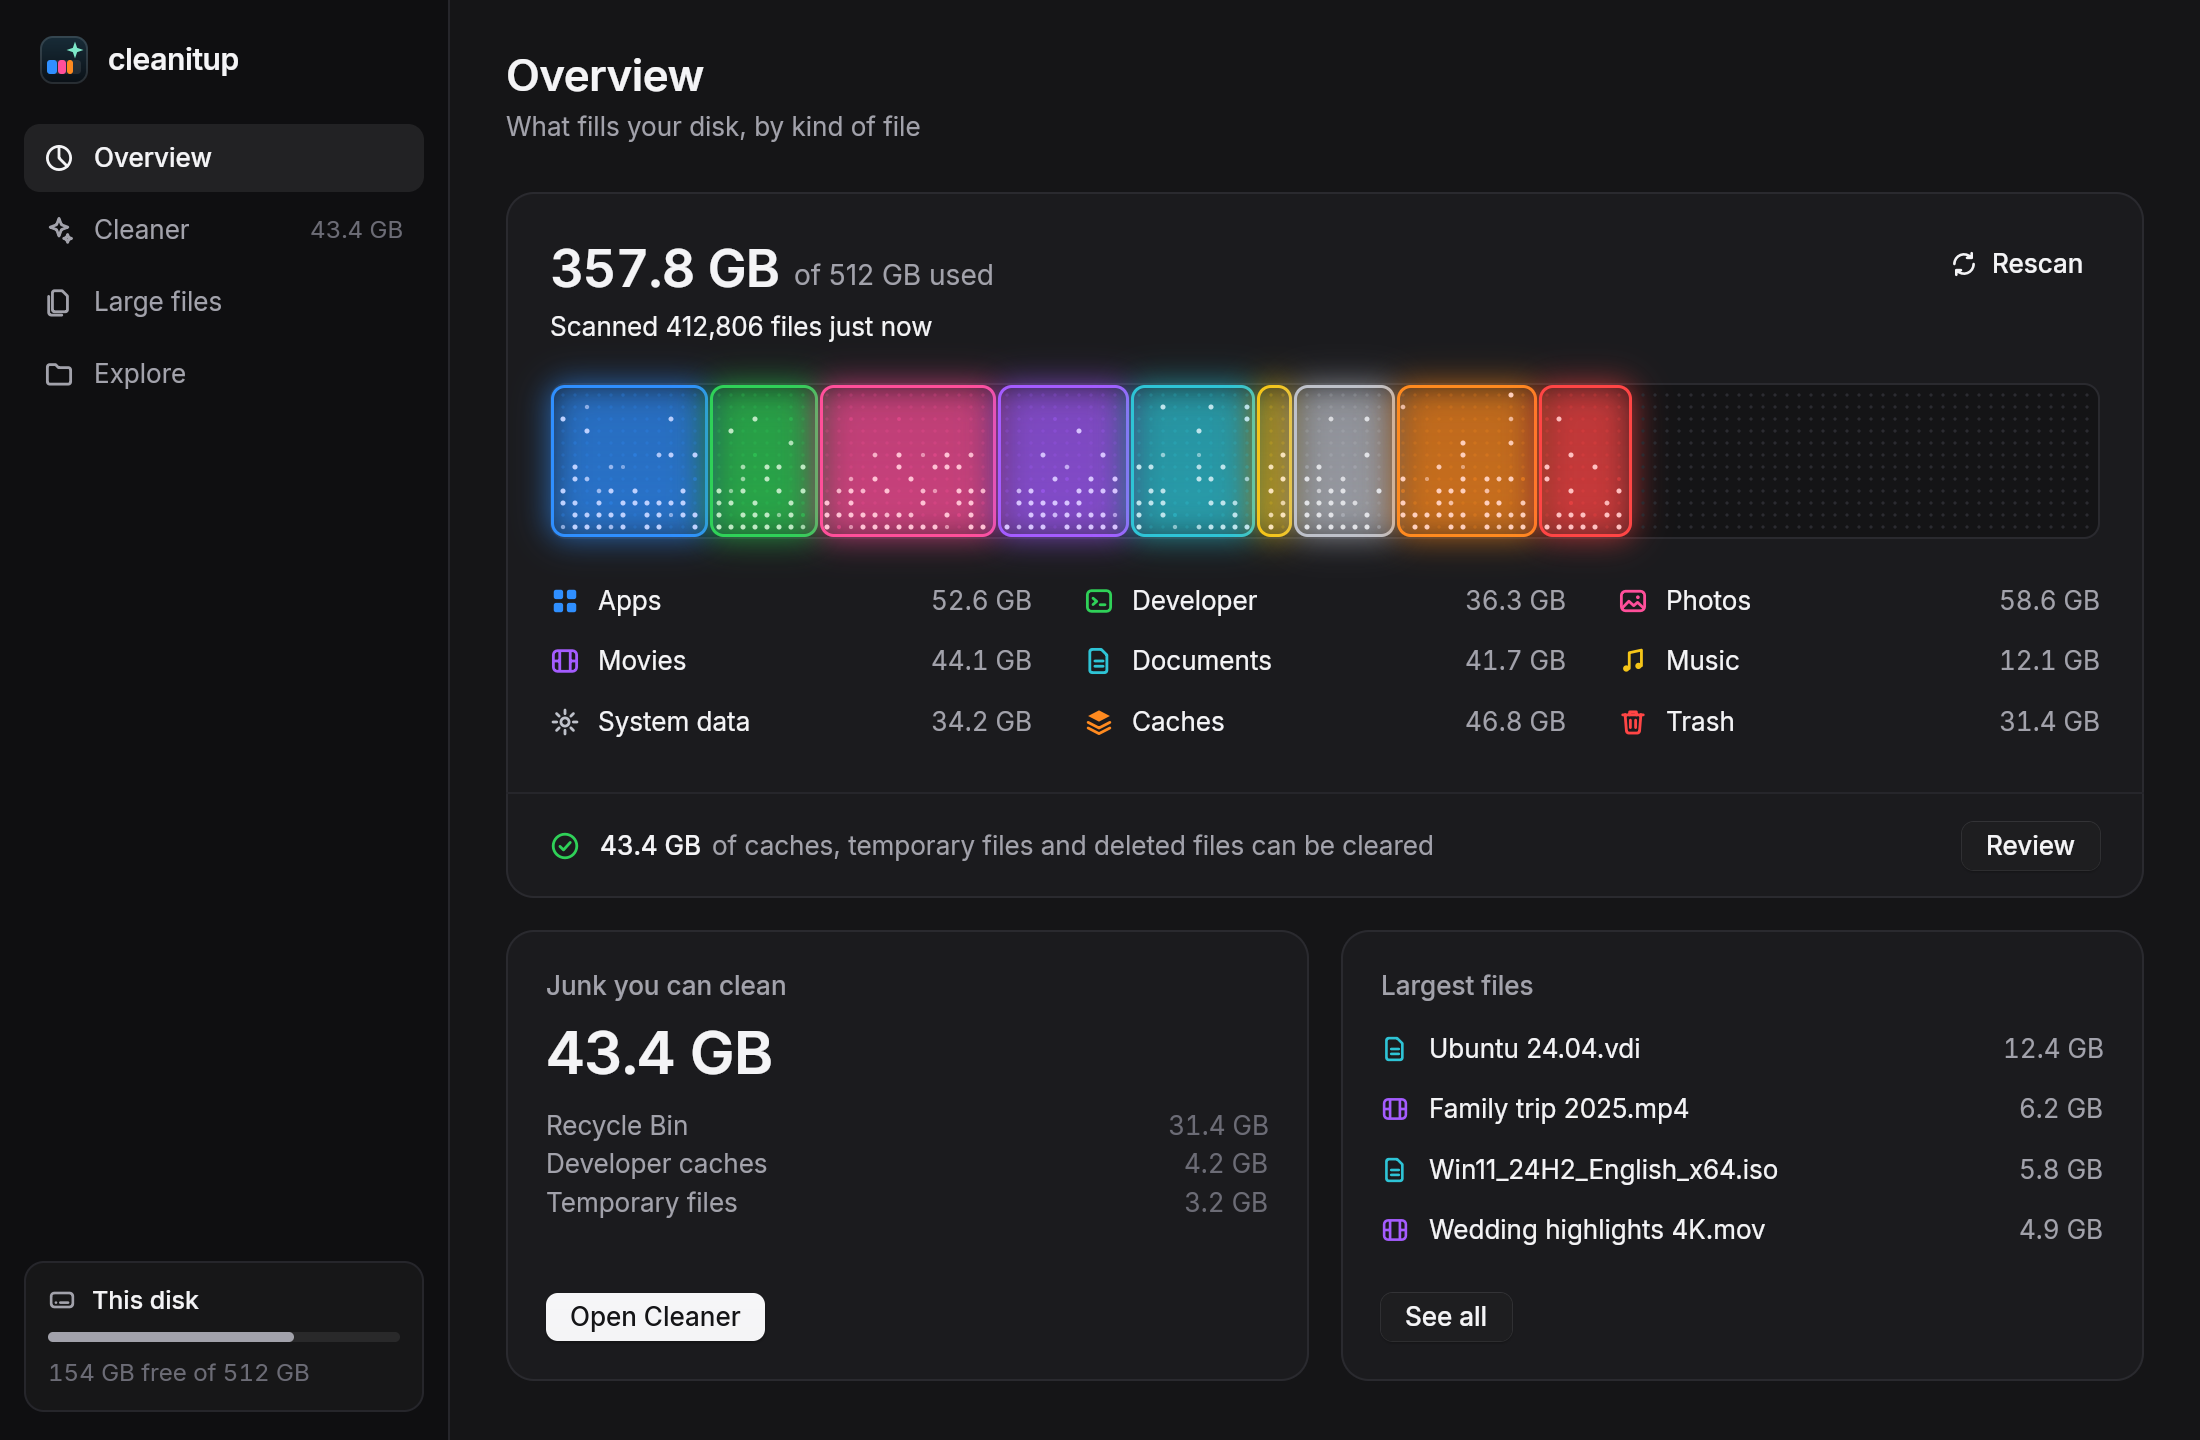 cleanitup
Overview
Cleaner 43.4 GB
Large files
Explore
This disk
154 GB free of 512 GB
Overview
What fills your disk, by kind of file
357.8 GB of 512 GB used
Rescan
Scanned 412,806 files just now
Apps 52.6 GB Developer 36.3 GB Photos 58.6 GB
Movies 44.1 GB Documents 41.7 GB Music 12.1 GB
System data 34.2 GB Caches 46.8 GB Trash 31.4 GB
43.4 GB of caches, temporary files and deleted files can be cleared Review
Junk you can clean
43.4 GB
Recycle Bin 31.4 GB
Developer caches 4.2 GB
Temporary files 3.2 GB
Open Cleaner
Largest files
Ubuntu 24.04.vdi 12.4 GB
Family trip 2025.mp4 6.2 GB
Win11_24H2_English_x64.iso 5.8 GB
Wedding highlights 4K.mov 4.9 GB
See all